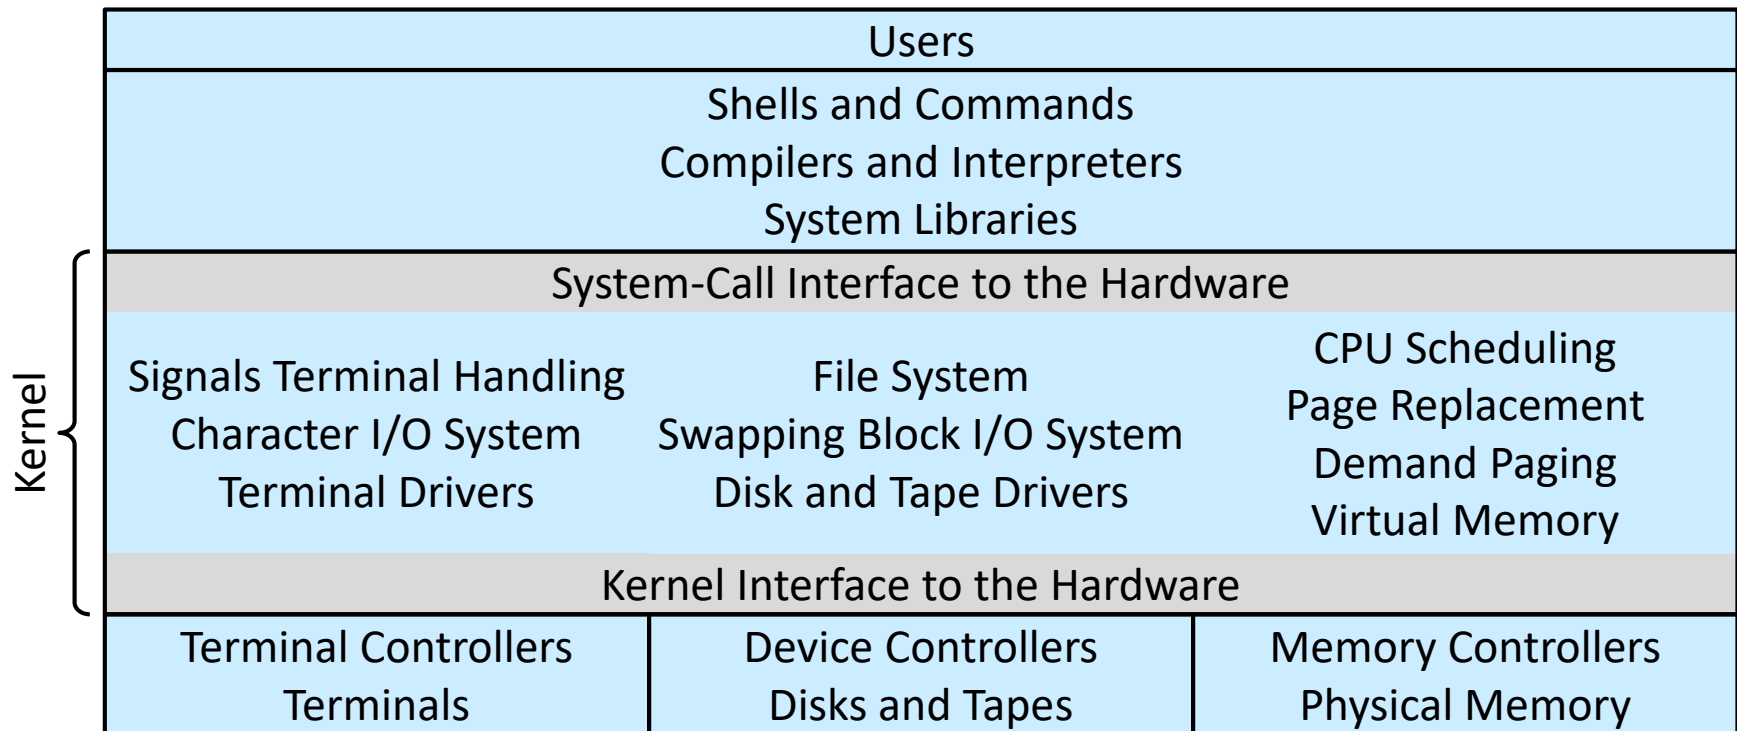 Users
Shells and Commands
Compilers and Interpreters
System Libraries
Kernel
System-Call Interface to the Hardware
Signals Terminal Handling
Character I/O System
Terminal Drivers
File System
Swapping Block I/O System
Disk and Tape Drivers
CPU Scheduling
Page Replacement
Demand Paging
Virtual Memory
Kernel Interface to the Hardware
Terminal Controllers
Terminals
Device Controllers
Disks and Tapes
Memory Controllers
Physical Memory